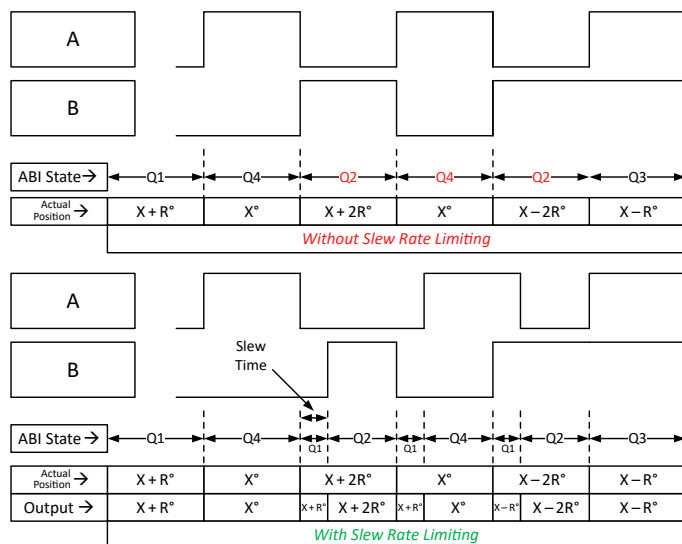 A
B
ABI State→ Q1 Q4 Q2 Q4 Q2 Q3
Actual Position → X + R° X° X + 2R° X° X – 2R° X – R°
Without Slew Rate Limiting
A
B
Slew Time
ABI State→ Q1 Q4 Q1 Q2 Q1 Q4 Q1 Q2 Q3
Actual Position → X + R° X° X + 2R° X° X – 2R° X – R°
Output → X + R° X° X + R° X + 2R° X + R° X° X – R° X – 2R° X – R°
With Slew Rate Limiting